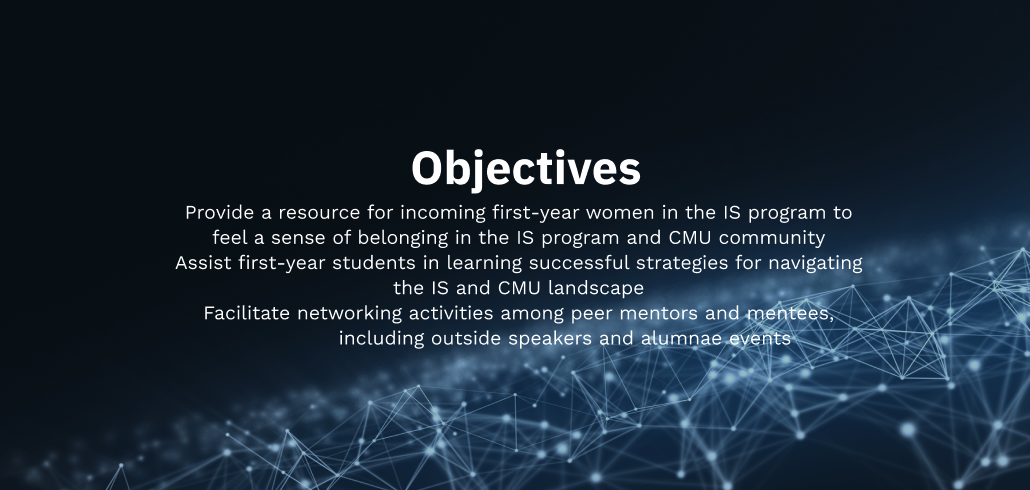 Objectives
Provide a resource for incoming first-year women in the IS program to
feel a sense of belonging in the IS program and CMU community
Assist first-year students in learning successful strategies for navigating
the IS and CMU landscape
Facilitate networking activities among peer mentors and mentees,
including outside speakers and alumnae events